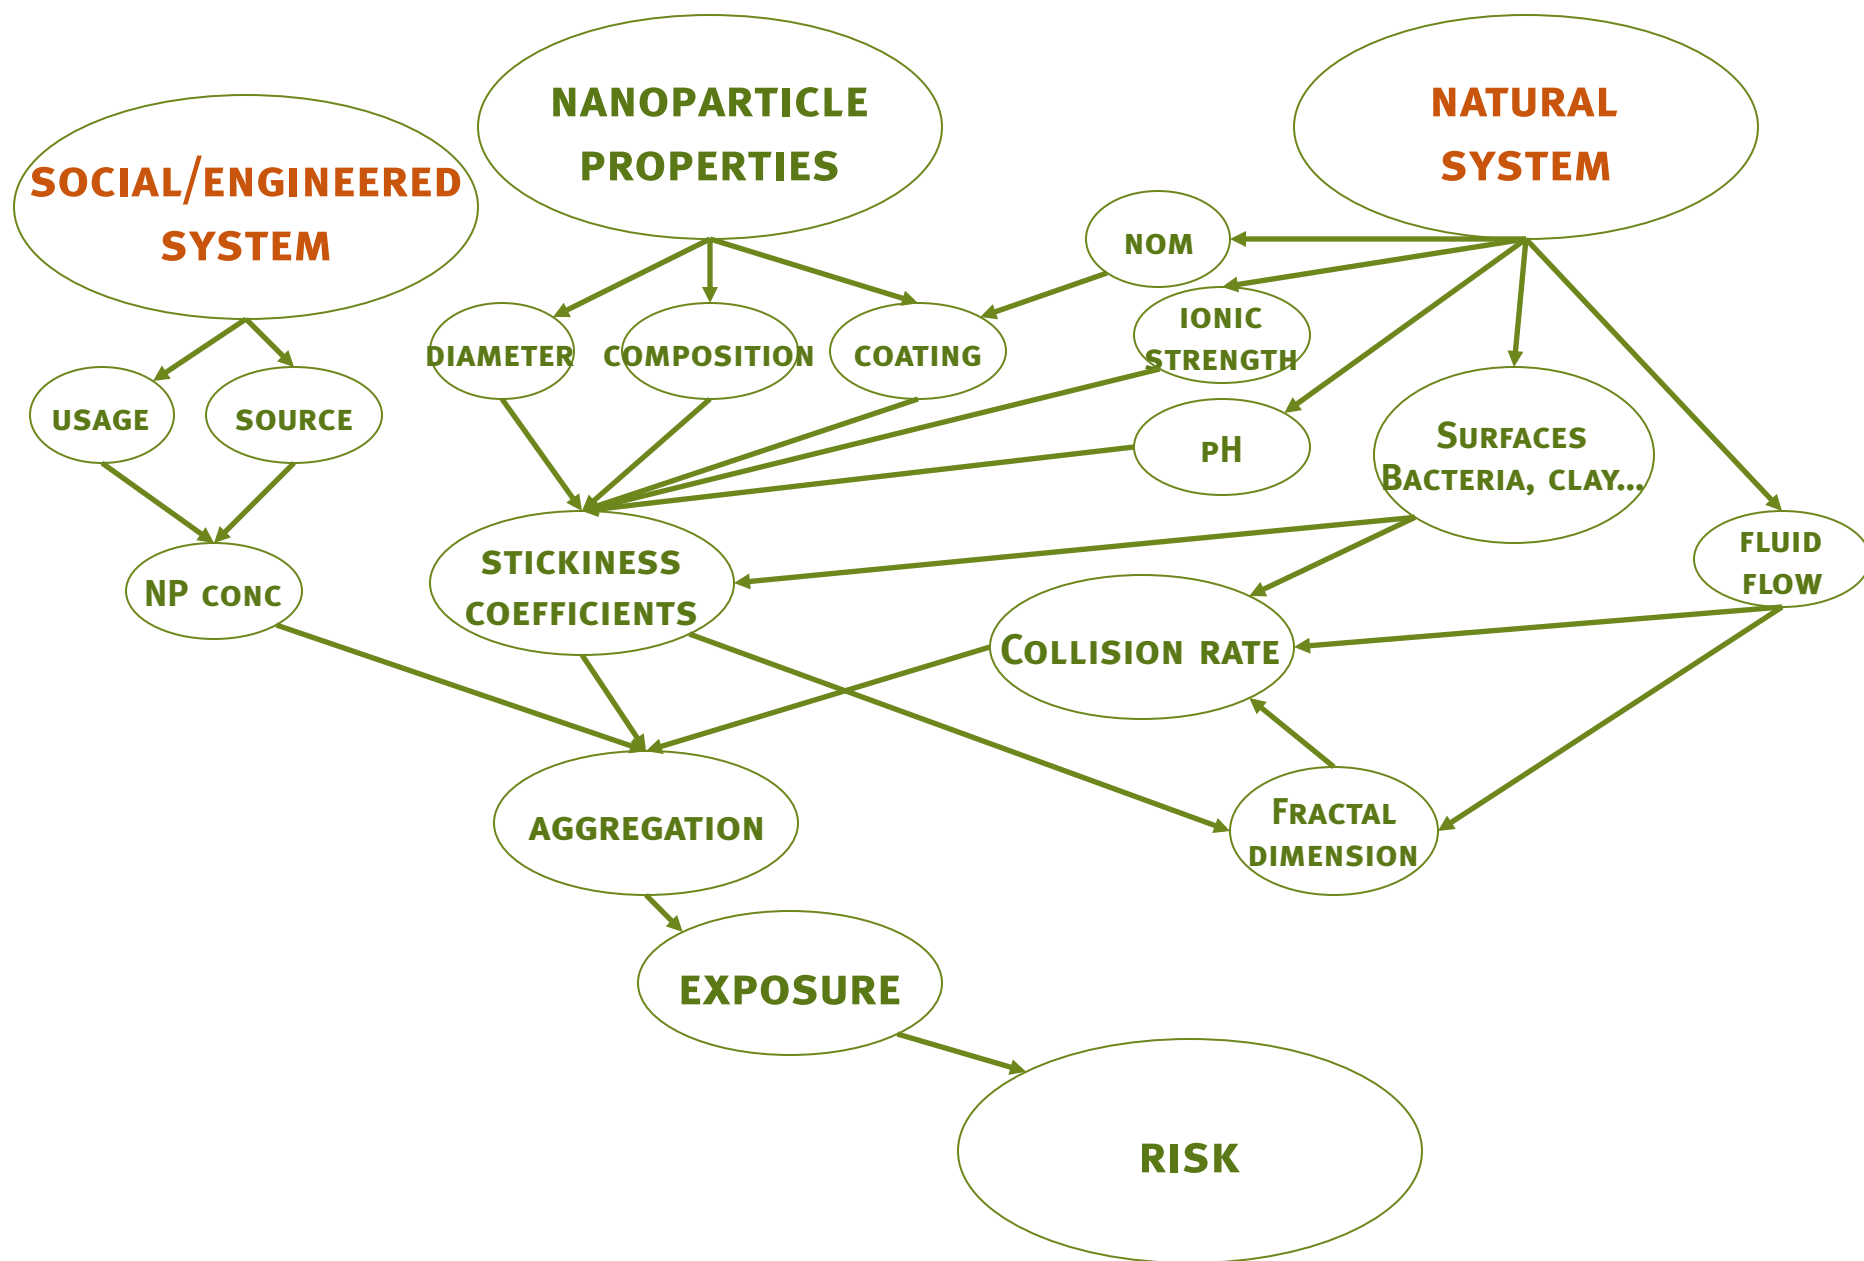 NANOPARTICLE
PROPERTIES
NATURAL
SYSTEM
SOCIAL/ENGINEERED
SYSTEM
NOM
IONIC
STRENGTH
DIAMETER
COMPOSITION
COATING
USAGE
SOURCE
pH
SURFACES
BACTERIA, CLAY...
FLUID
FLOW
STICKINESS
COEFFICIENTS
NP CONC
COLLISION RATE
AGGREGATION
FRACTAL
DIMENSION
EXPOSURE
RISK